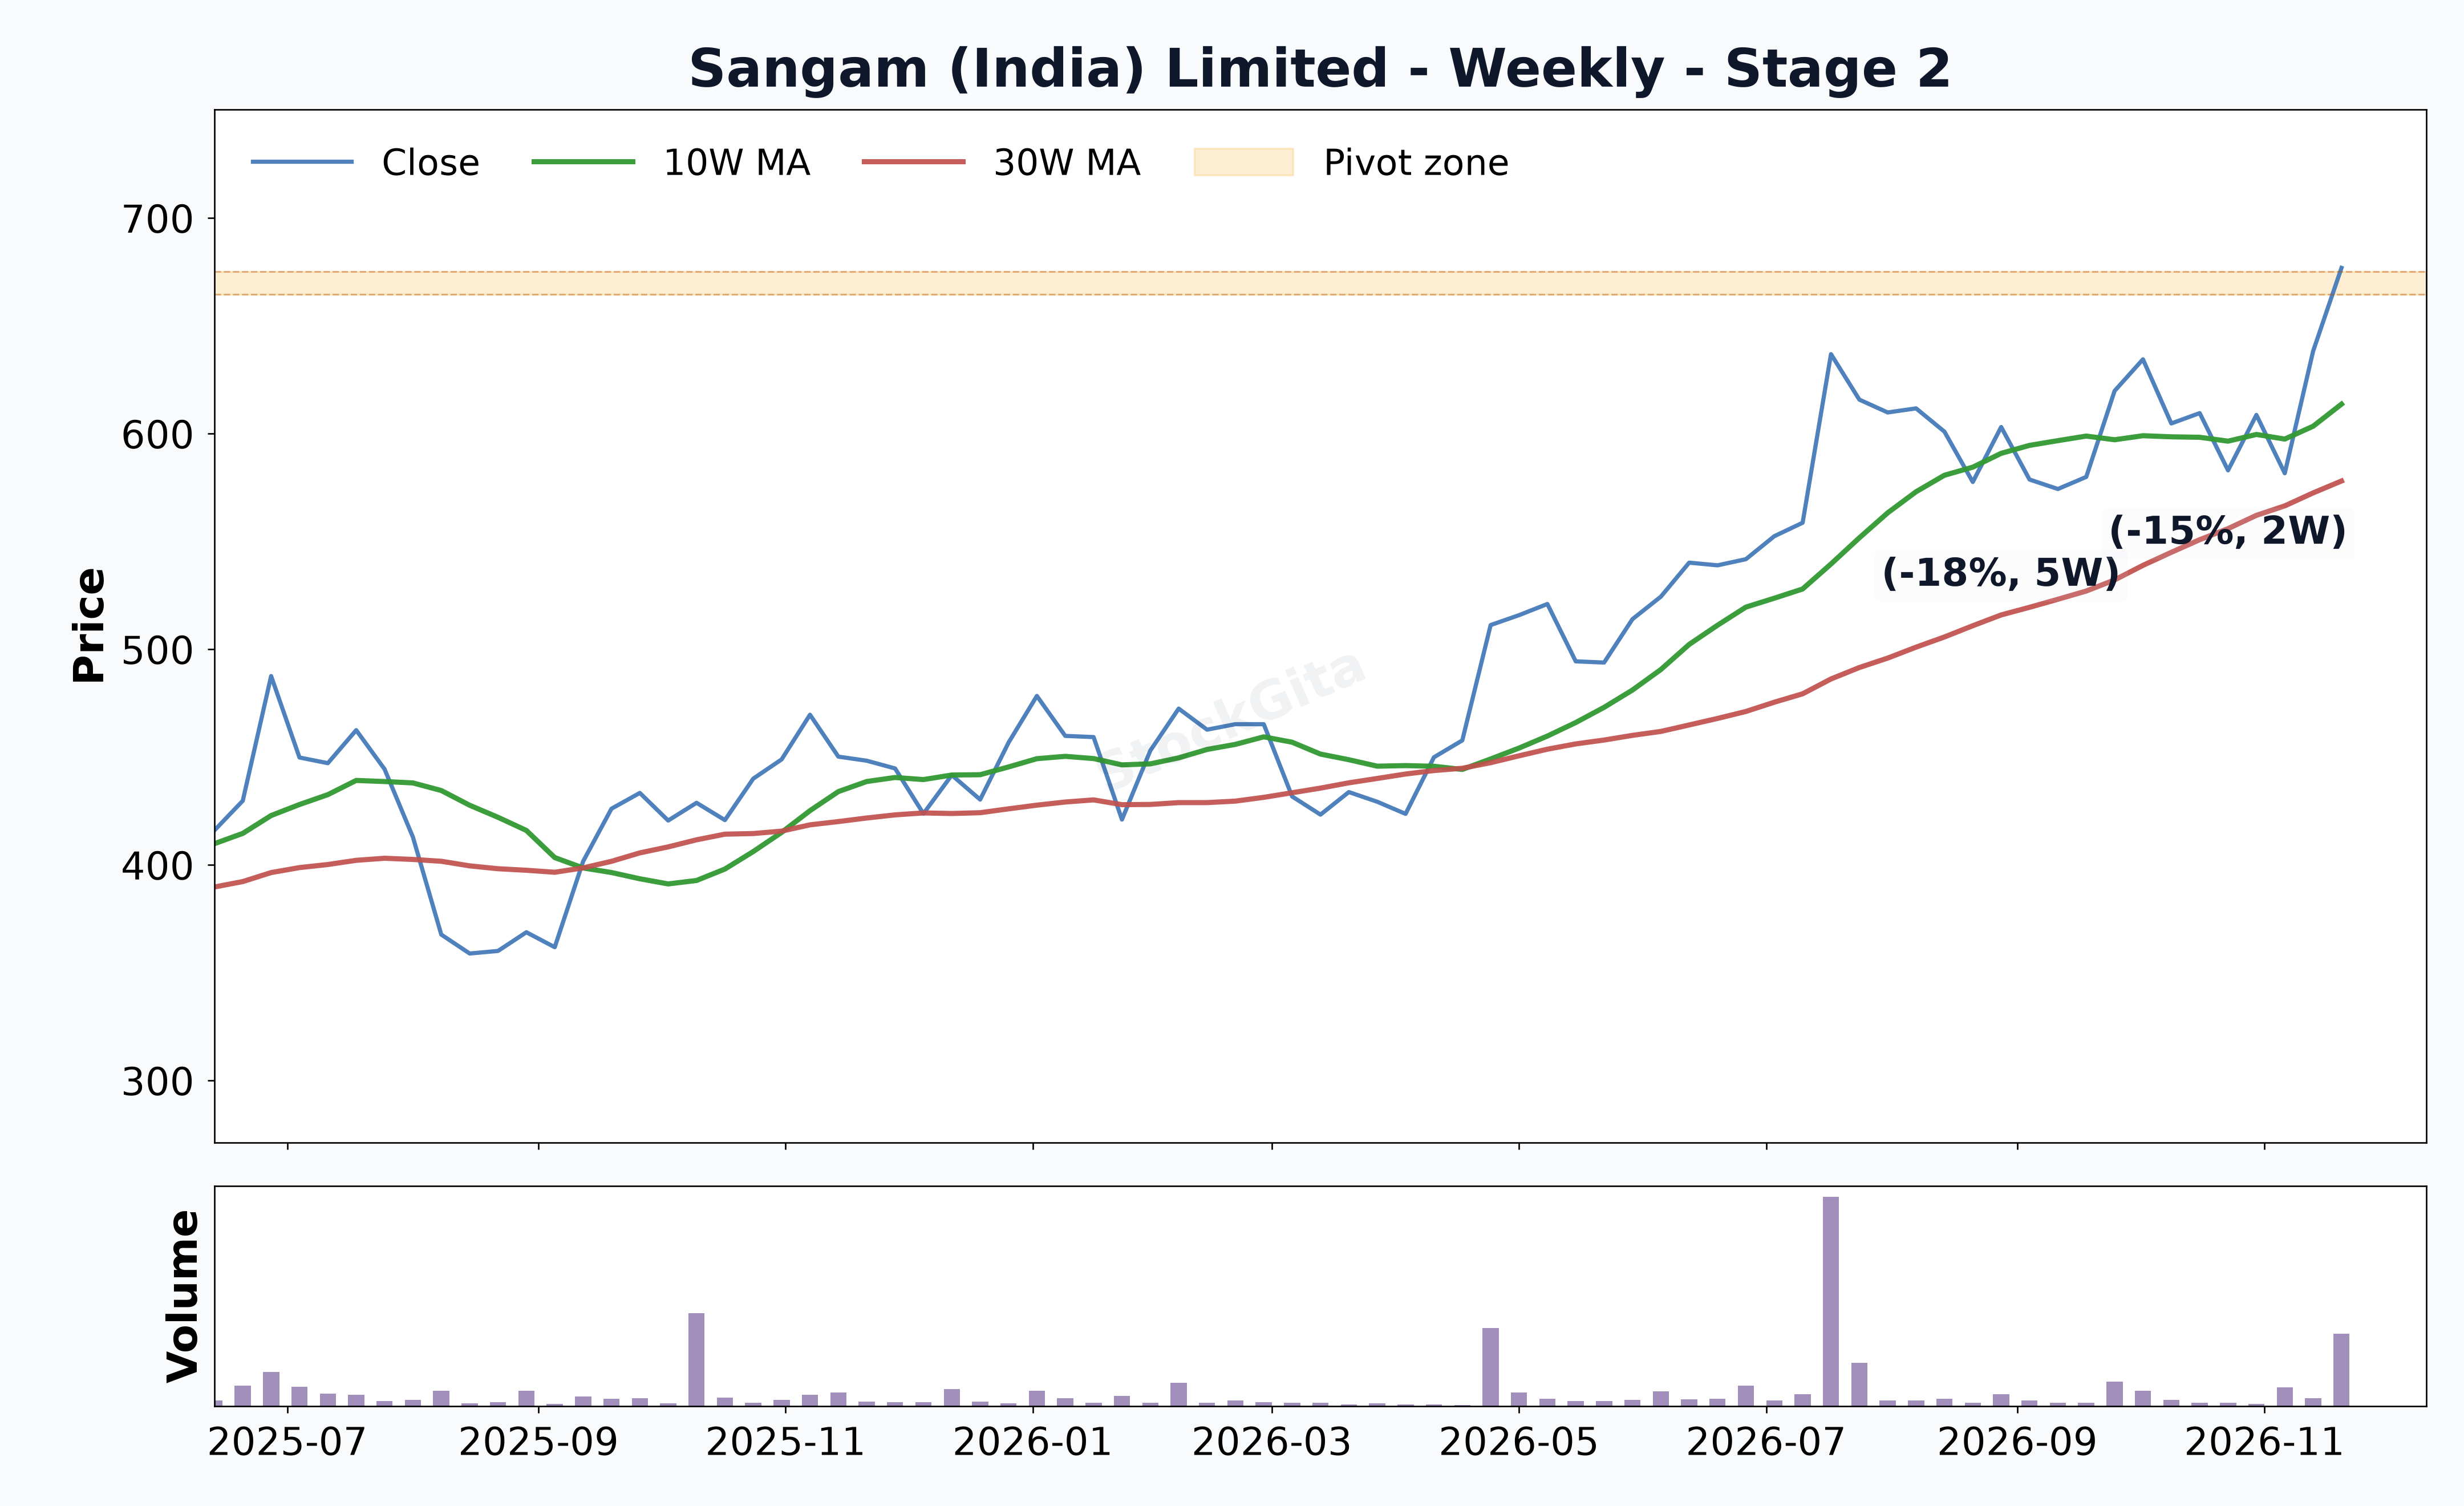 Sangam (India) Limited - Weekly - Stage 2
Close 10W MA 30W MA Pivot zone
700
600
500
400
300
Price
(-15%, 2W)
(-18%, 5W)
StockGita
Volume
2025-07 2025-09 2025-11 2026-01 2026-03 2026-05 2026-07 2026-09 2026-11